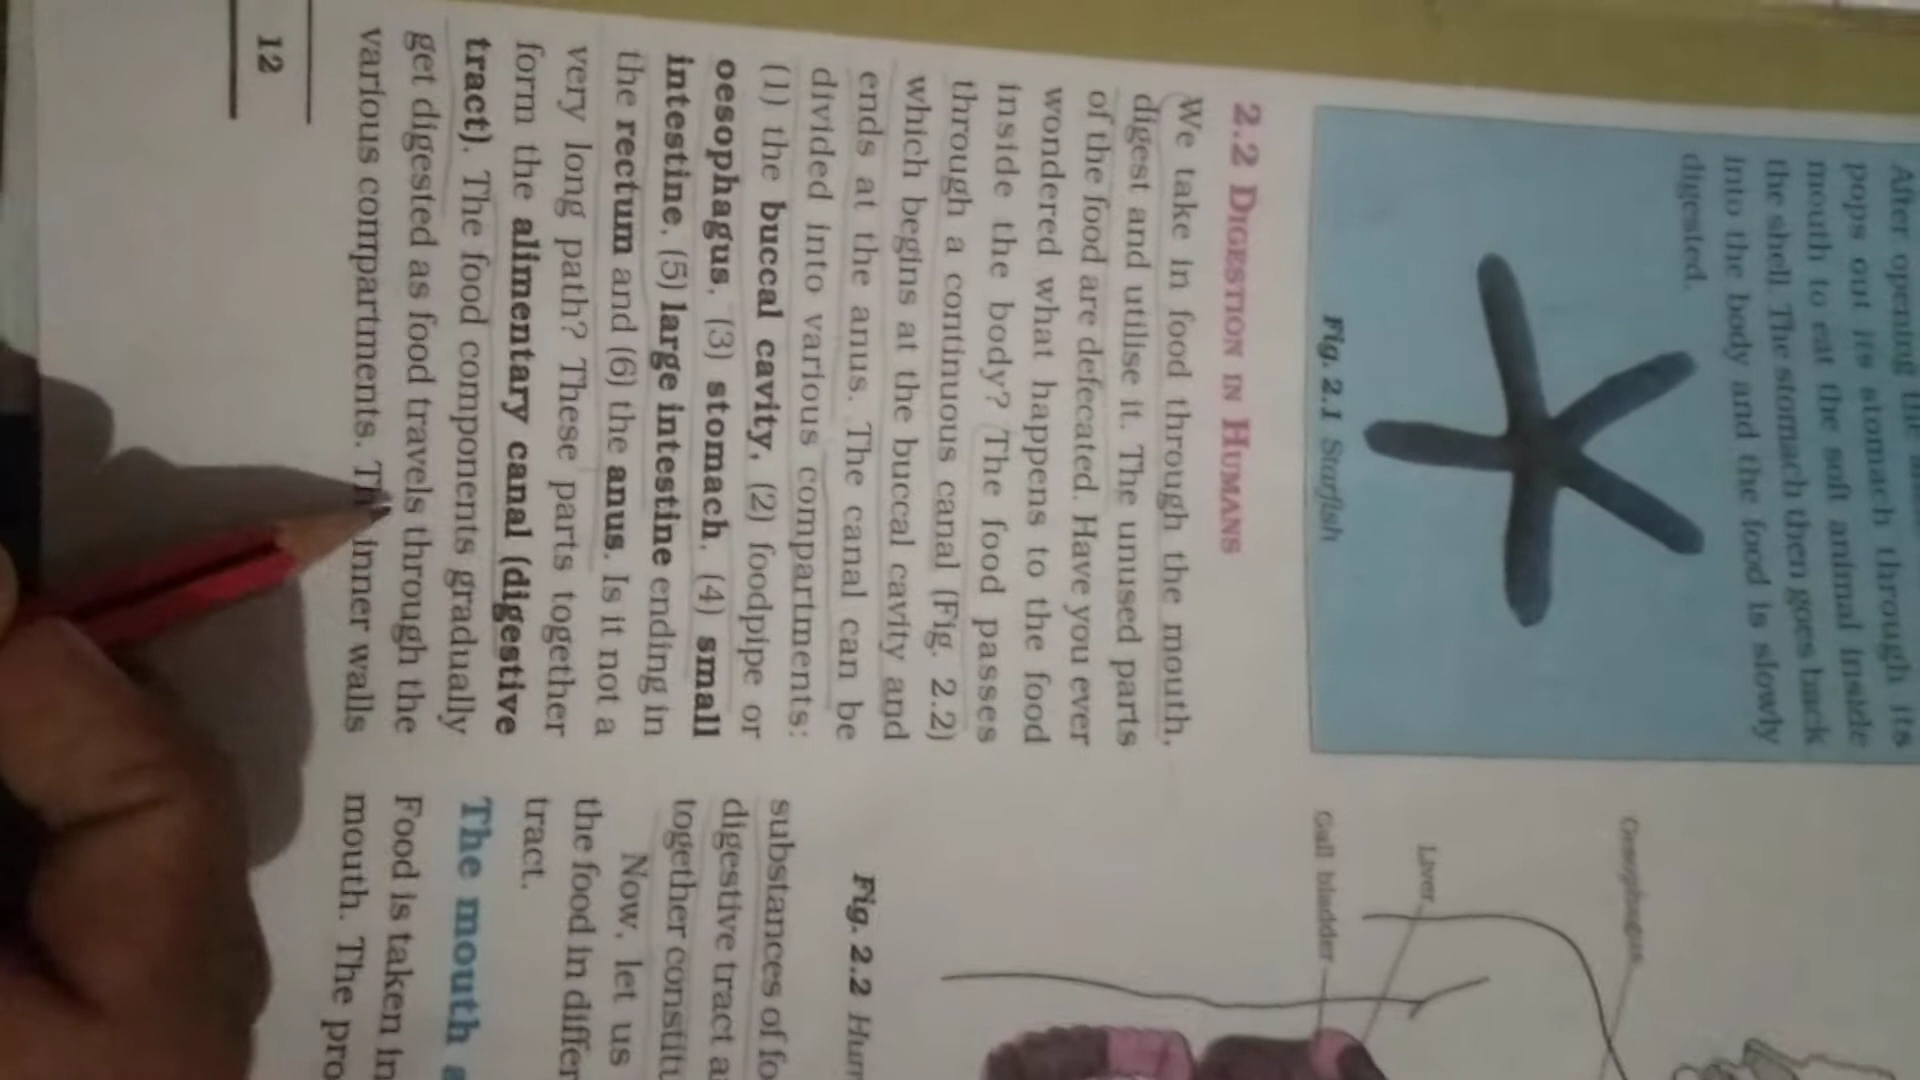 After opening the
pops out its stomach through its
mouth to eat the soft animal inside
the shell. The stomach then goes back
into the body and the food is slowly
digested.
Fig. 2.1 Starfish
2.2 DIGESTION IN HUMANS
We take in food through the mouth,
digest and utilise it. The unused parts
of the food are defecated. Have you ever
wondered what happens to the food
inside the body? The food passes
through a continuous canal (Fig. 2.2)
which begins at the buccal cavity and
ends at the anus. The canal can be
divided into various compartments:
(1) the buccal cavity, (2) foodpipe or
oesophagus, (3) stomach, (4) small
intestine, (5) large intestine ending in
the rectum and (6) the anus. Is it not a
very long path? These parts together
form the alimentary canal (digestive
tract). The food components gradually
get digested as food travels through the
various compartments. inner walls
12
Oesophagus
Liver
Gall bladder
Fig. 2.2
substances of
digestive tract
together
Now, let us
the food in
tract.
The mouth
Food is taken in
mouth. The